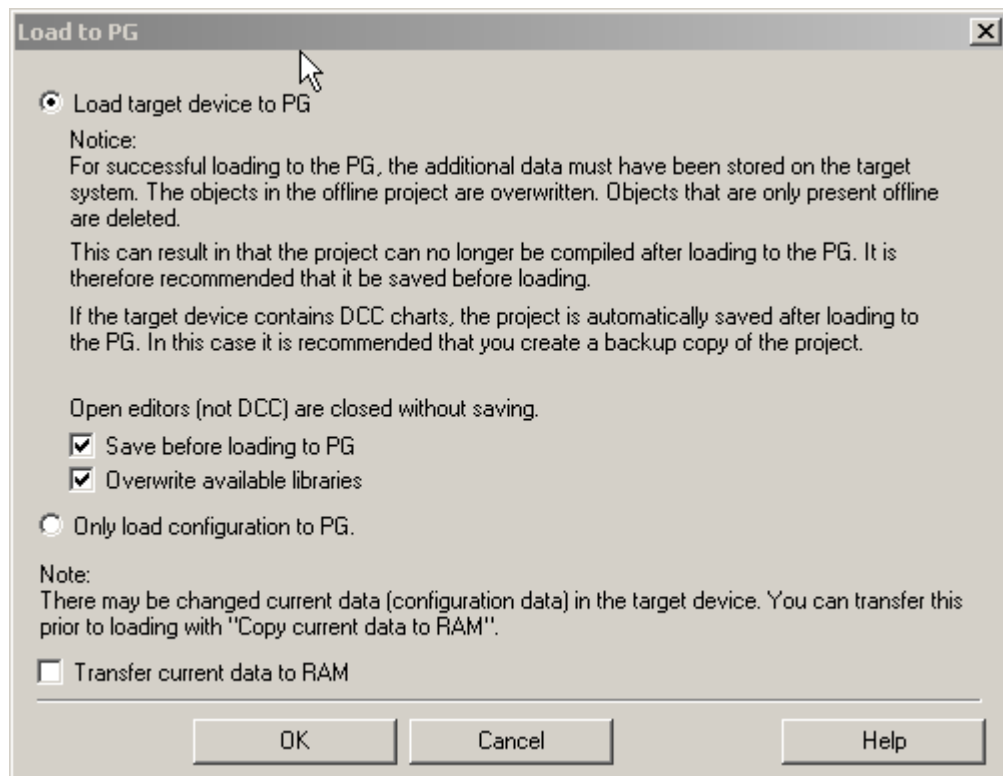 Load to PG
Load target device to PG
Notice:
For successful loading to the PG, the additional data must have been stored on the target
system. The objects in the offline project are overwritten. Objects that are only present offline
are deleted.
This can result in that the project can no longer be compiled after loading to the PG. It is
therefore recommended that it be saved before loading.
If the target device contains DCC charts, the project is automatically saved after loading to
the PG. In this case it is recommended that you create a backup copy of the project.
Open editors (not DCC) are closed without saving.
Save before loading to PG
Overwrite available libraries
Only load configuration to PG.
Note:
There may be changed current data (configuration data) in the target device. You can transfer this
prior to loading with "Copy current data to RAM".
Transfer current data to RAM
OK Cancel Help